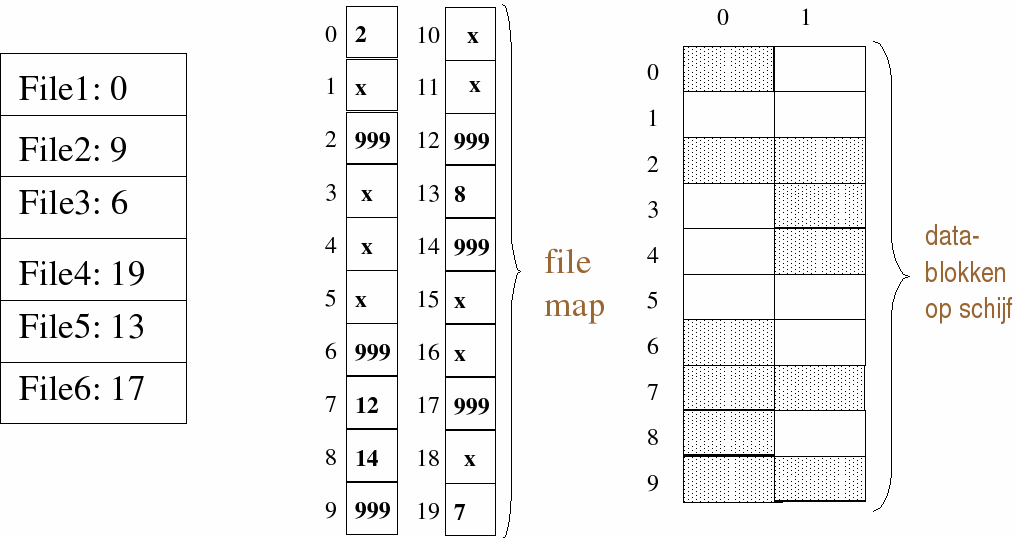 File1: 0
File2: 9
File3: 6
File4: 19
File5: 13
File6: 17
0 2 10 x
1 x 11 x
2 999 12 999
3 x 13 8
4 x 14 999
5 x 15 x
6 999 16 x
7 12 17 999
8 14 18 x
9 999 19 7
file
map
0 1
0
1
2
3
4
5
6
7
8
9
data-
blokken
op schijf